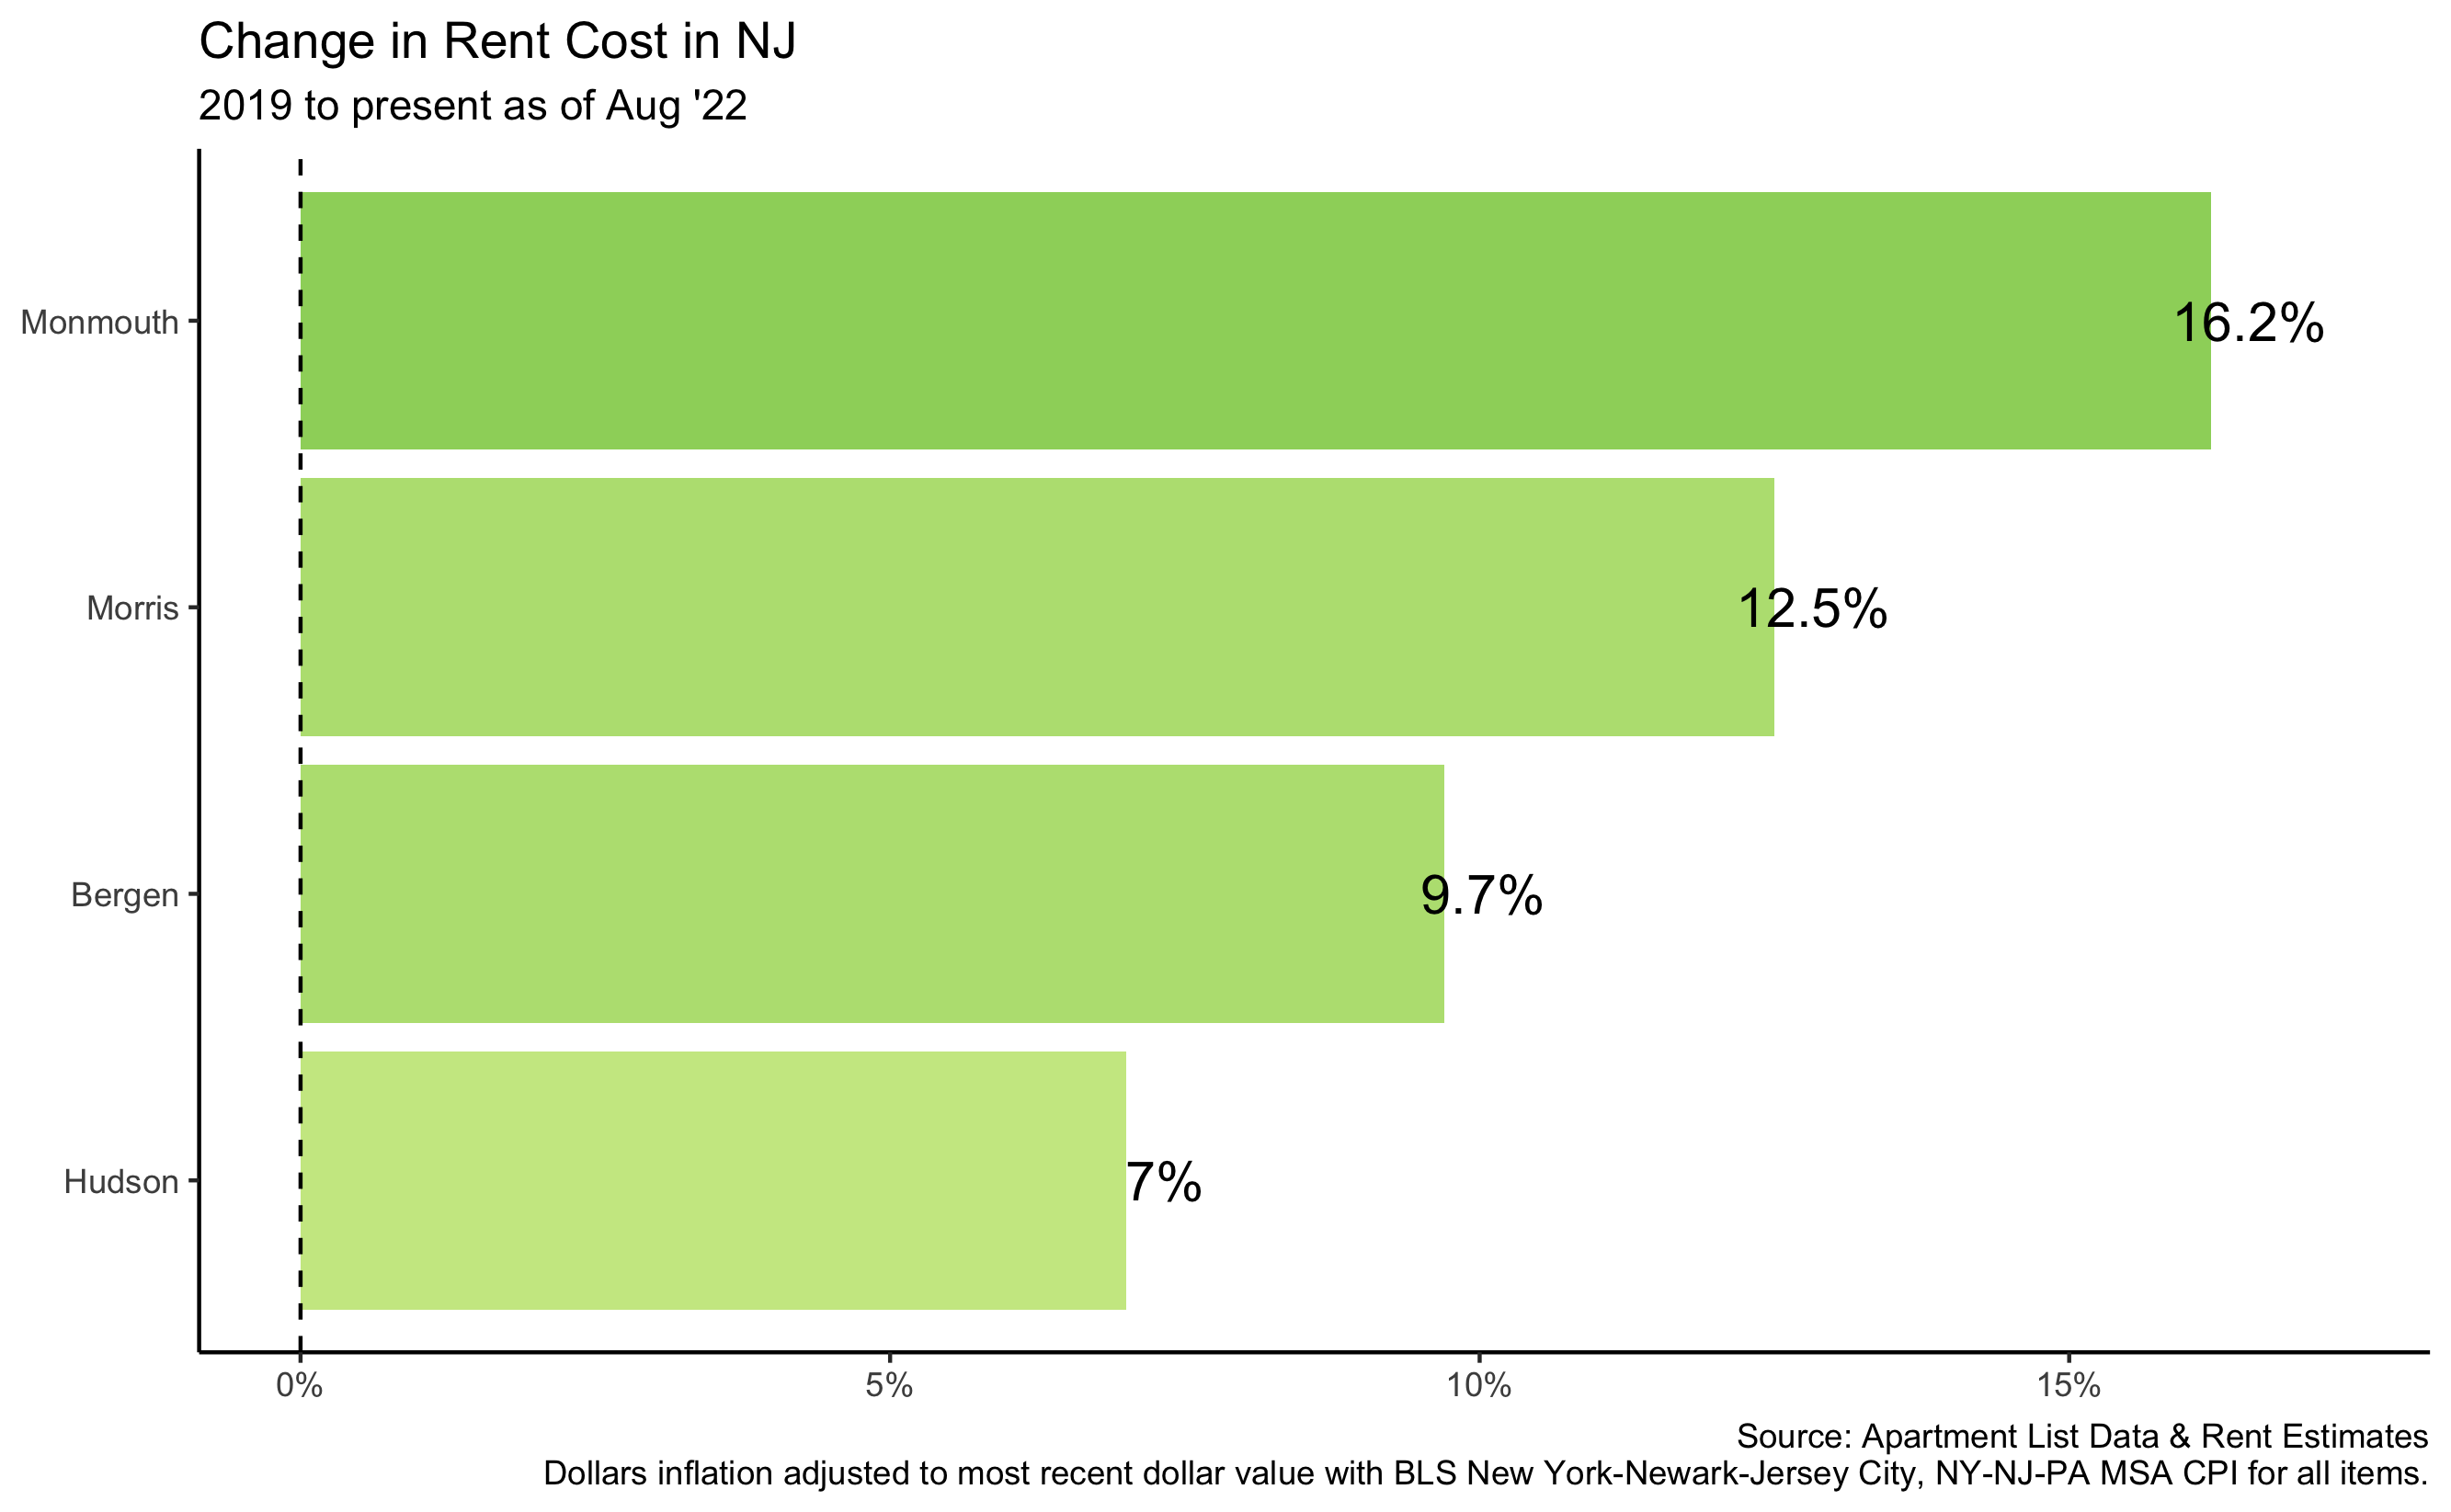 Change in Rent Cost in NJ
2019 to present as of Aug '22
Monmouth
16.2%
Morris
12.5%
Bergen
9.7%
Hudson
7%
0%
5%
10%
15%
Source: Apartment List Data & Rent Estimates
Dollars inflation adjusted to most recent dollar value with BLS New York-Newark-Jersey City, NY-NJ-PA MSA CPI for all items.